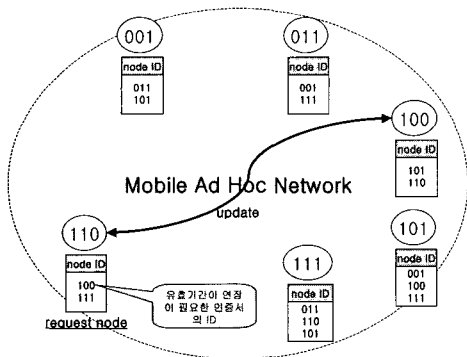 001
node ID
011
101
011
node ID
001
111
100
node ID
101
110
Mobile Ad Hoc Network
update
110
node ID
100
111
request node
유효기간이 연장
이 필요한 인증서
의 ID
111
node ID
011
110
101
101
node ID
001
100
111